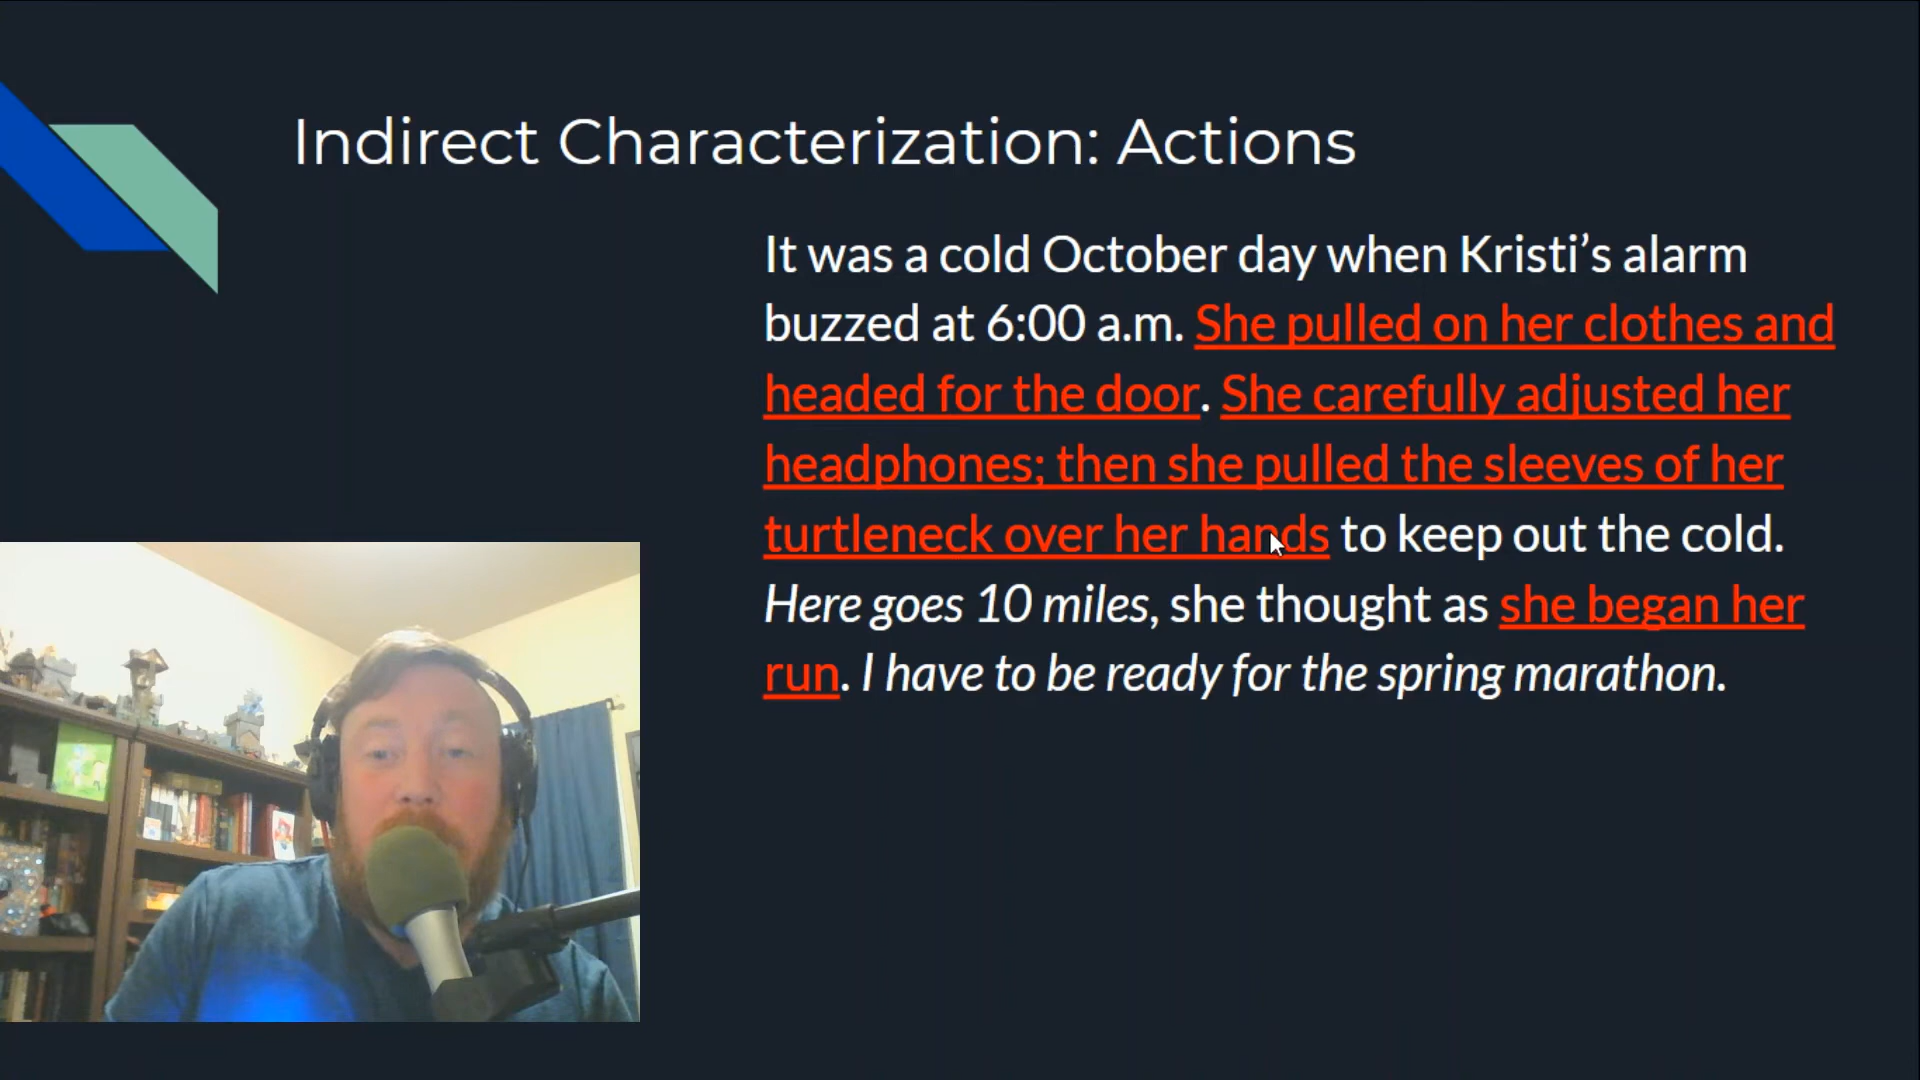 Indirect Characterization: Actions
It was a cold October day when Kristi’s alarm
buzzed at 6:00 a.m. She pulled on her clothes and
headed for the door. She carefully adjusted her
headphones; then she pulled the sleeves of her
turtleneck over her hands to keep out the cold.
Here goes 10 miles, she thought as she began her
run. I have to be ready for the spring marathon.